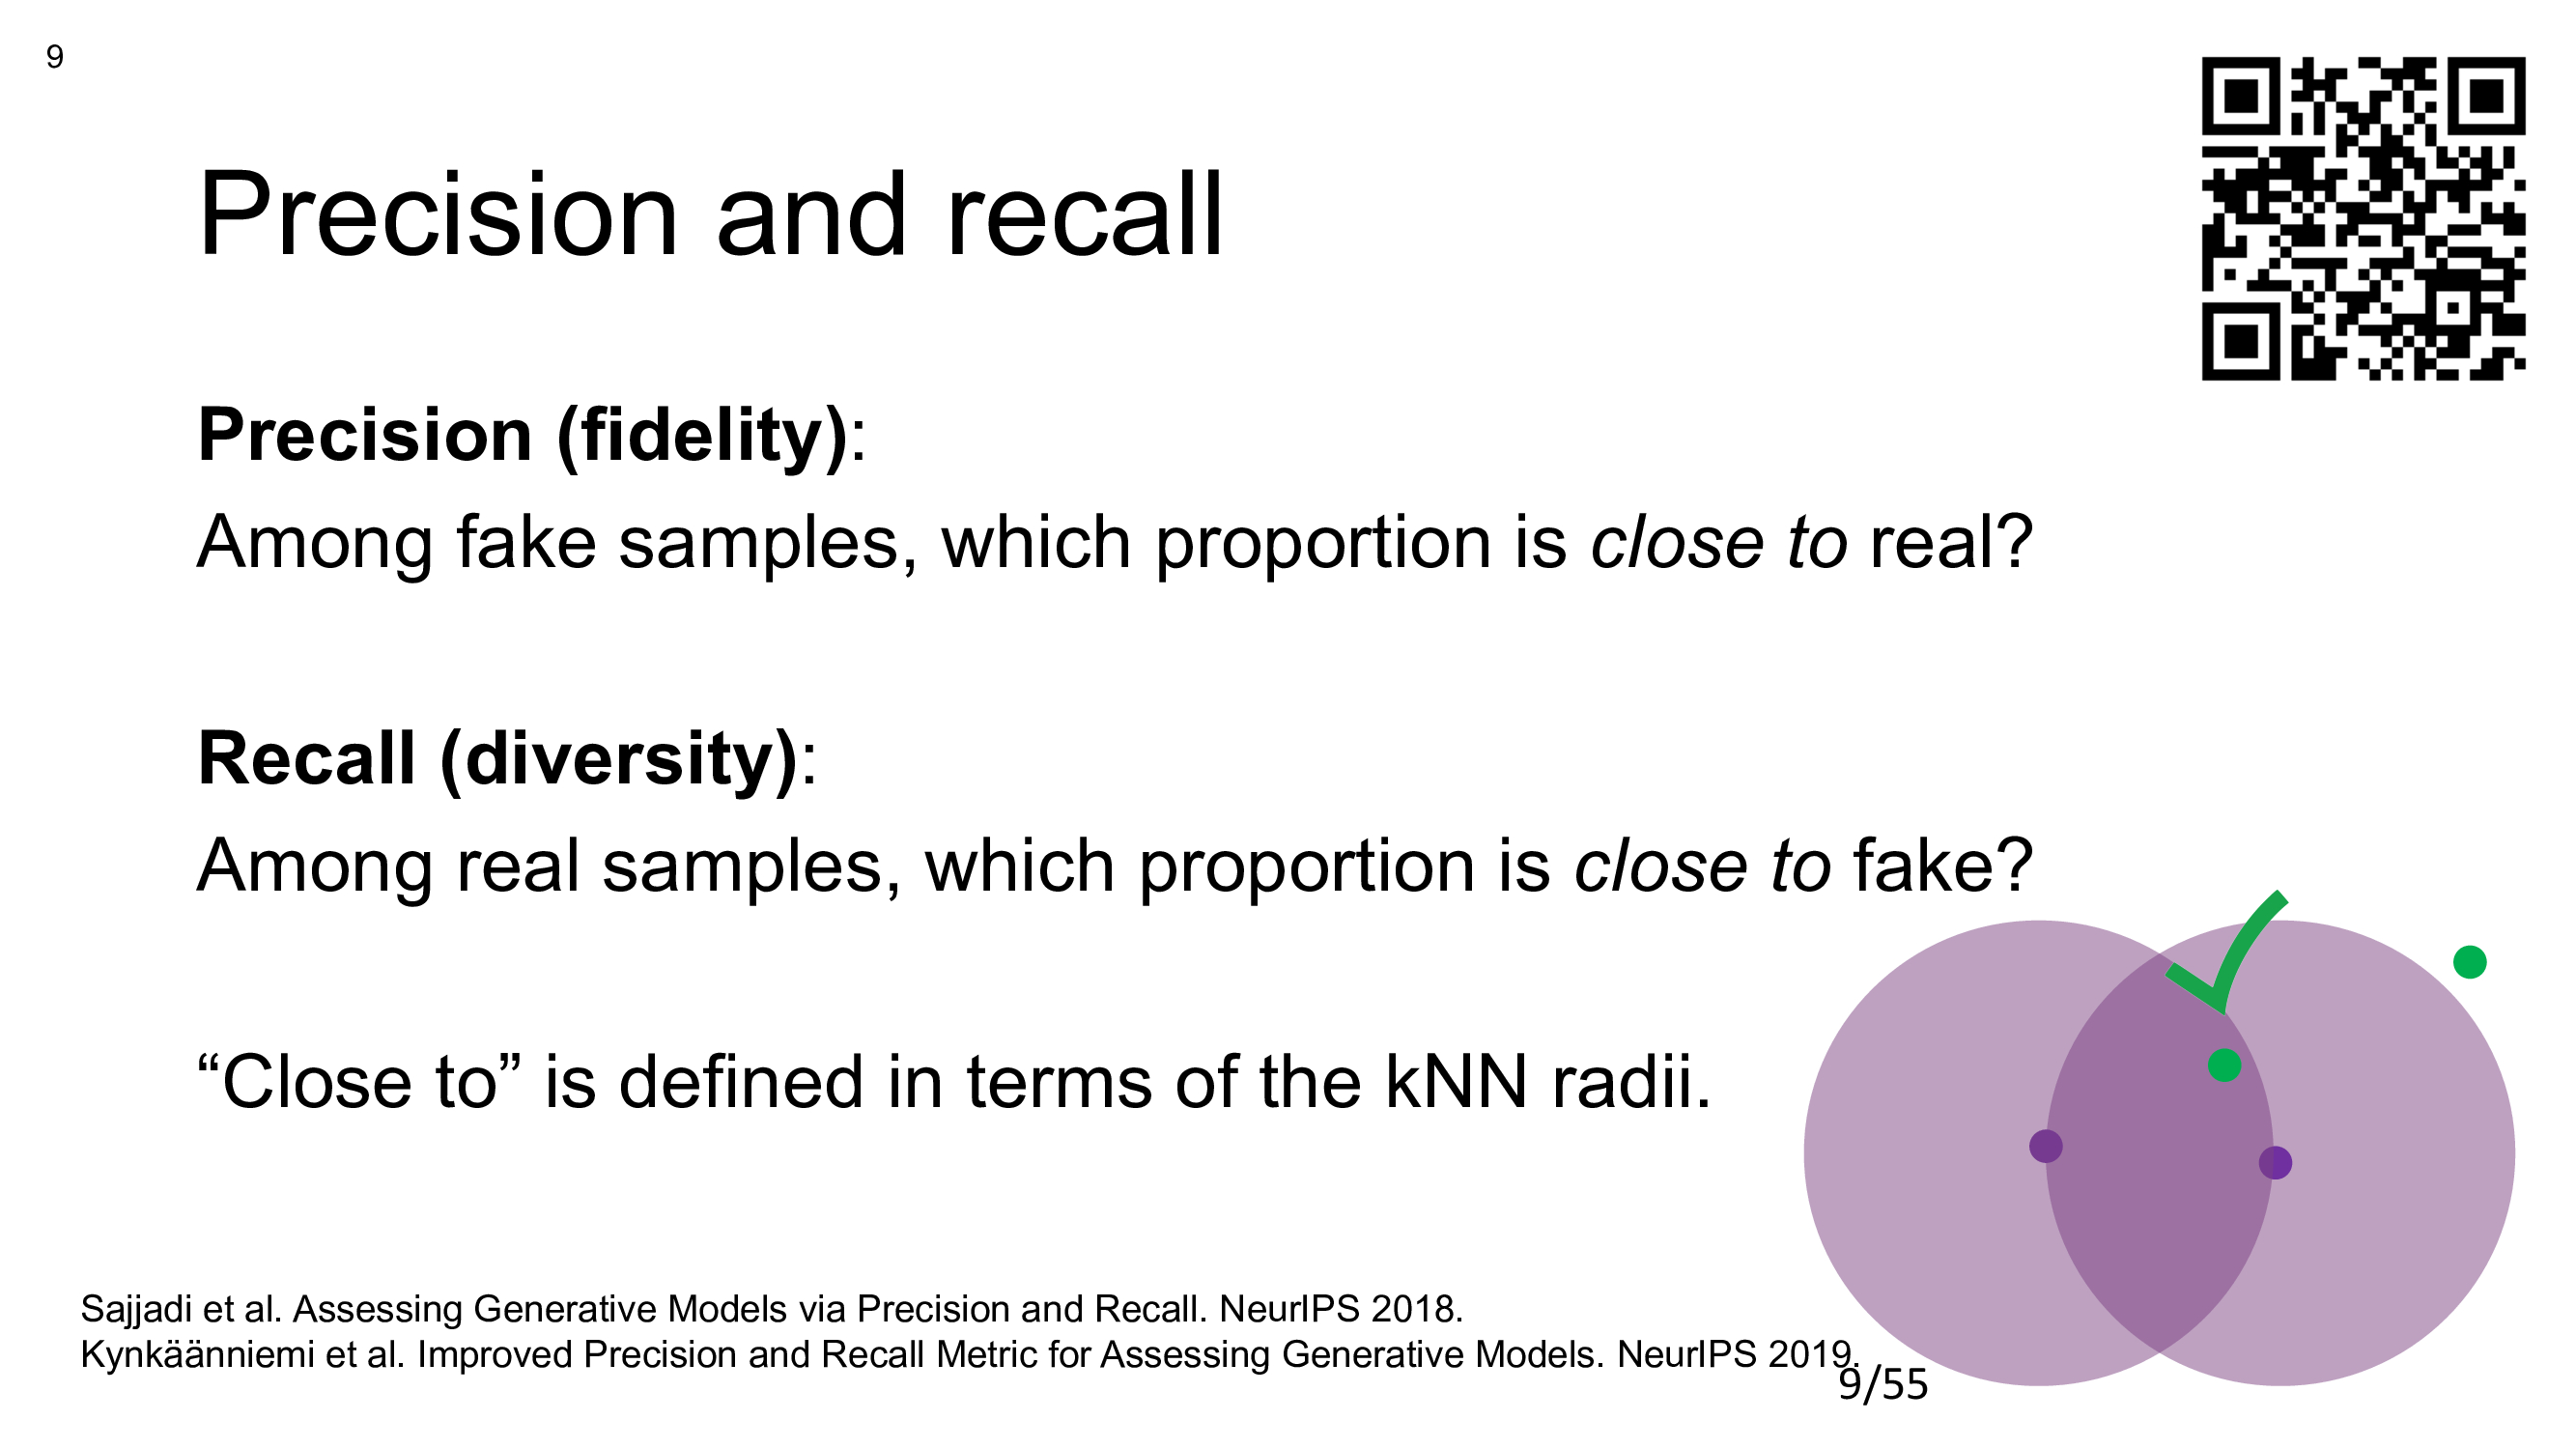 9
Precision and recall
Precision (fidelity):
Among fake samples, which proportion is close to real?
Recall (diversity):
Among real samples, which proportion is close to fake?
“Close to” is defined in terms of the kNN radii.
Sajjadi et al. Assessing Generative Models via Precision and Recall. NeurIPS 2018.
Kynkäänniemi et al. Improved Precision and Recall Metric for Assessing Generative Models. NeurIPS 2019.
9/55